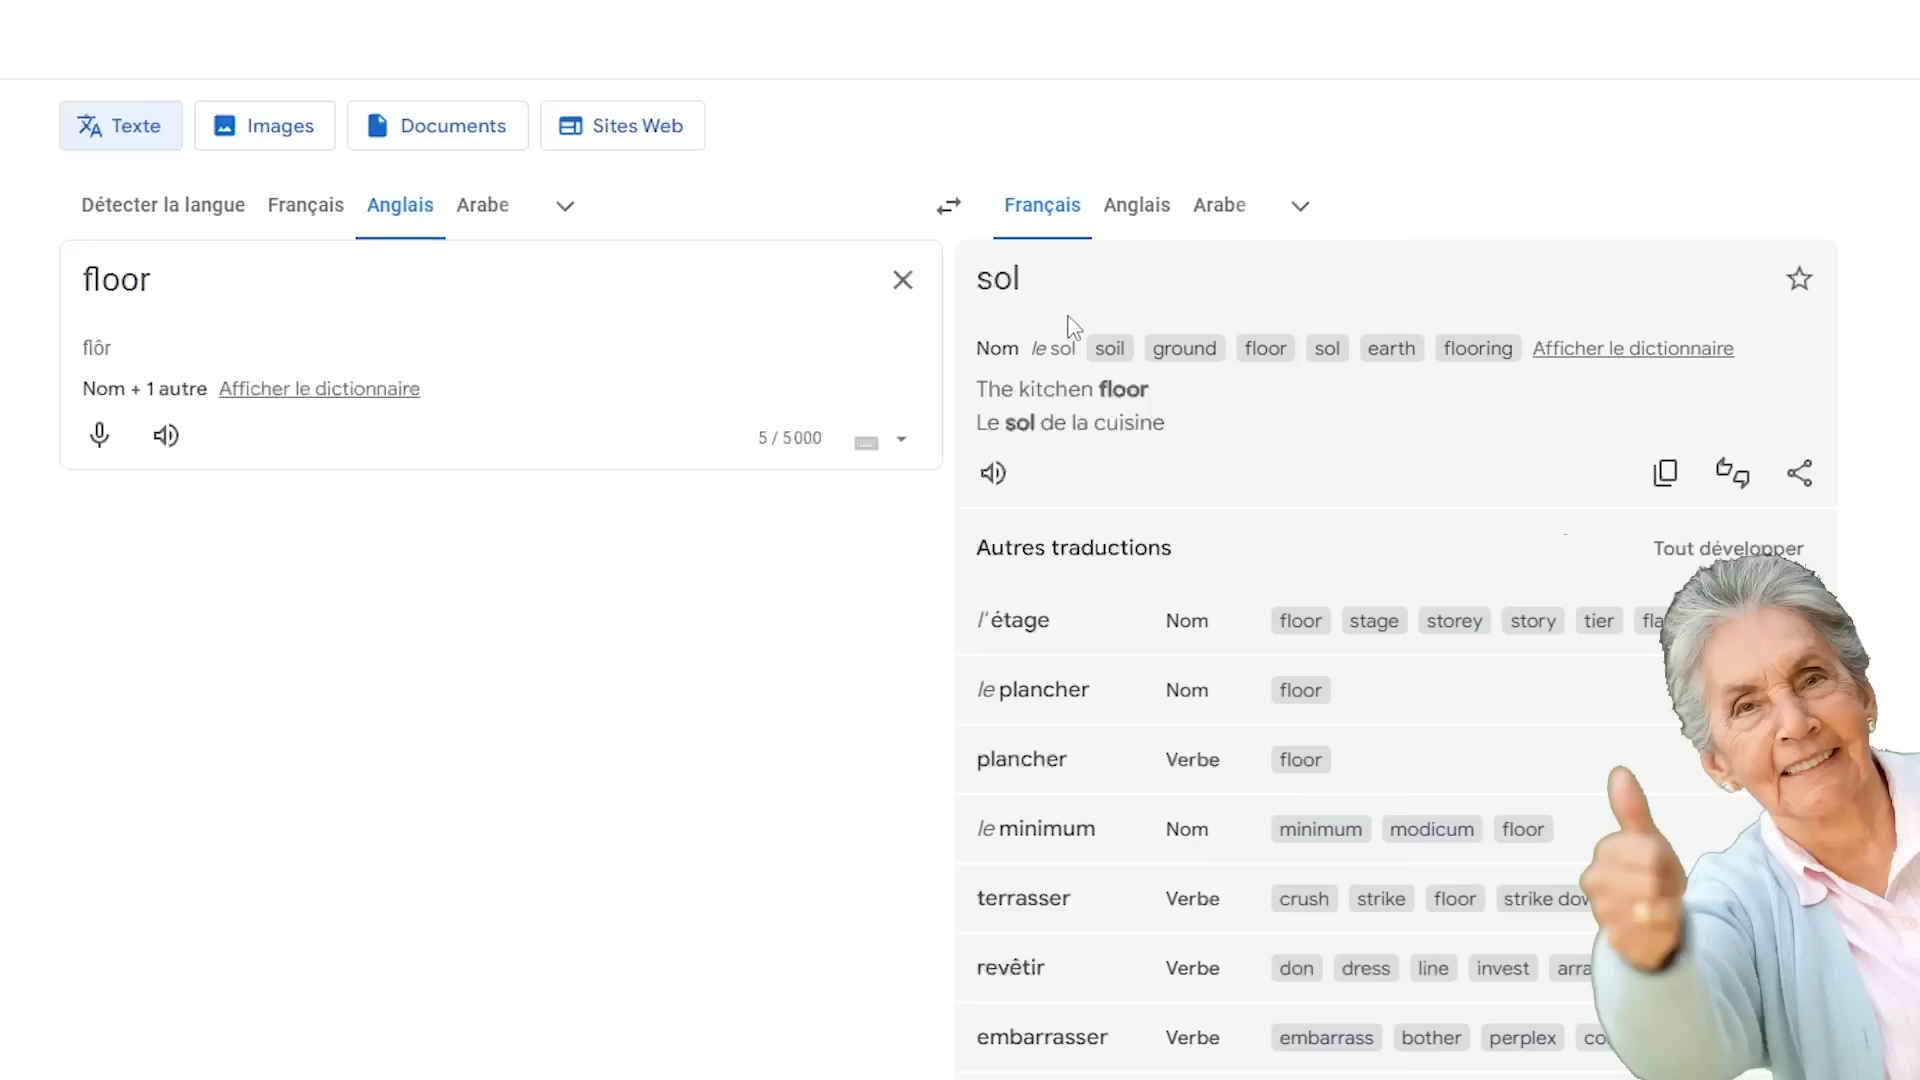 Texte Images Documents Sites Web
Détecter la langue Français Anglais Arabe
Français Anglais Arabe
floor
flôr
Nom + 1 autre Afficher le dictionnaire
5 / 5 000
sol
Nom le sol soil ground floor sol earth flooring Afficher le dictionnaire
The kitchen floor
Le sol de la cuisine
Autres traductions Tout développer
l'étage Nom floor stage storey story tier
le plancher Nom floor
plancher Verbe floor
le minimum Nom minimum modicum floor
terrasser Verbe crush strike floor strike
revêtir Verbe don dress line invest
embarrasser Verbe embarrass bother perplex